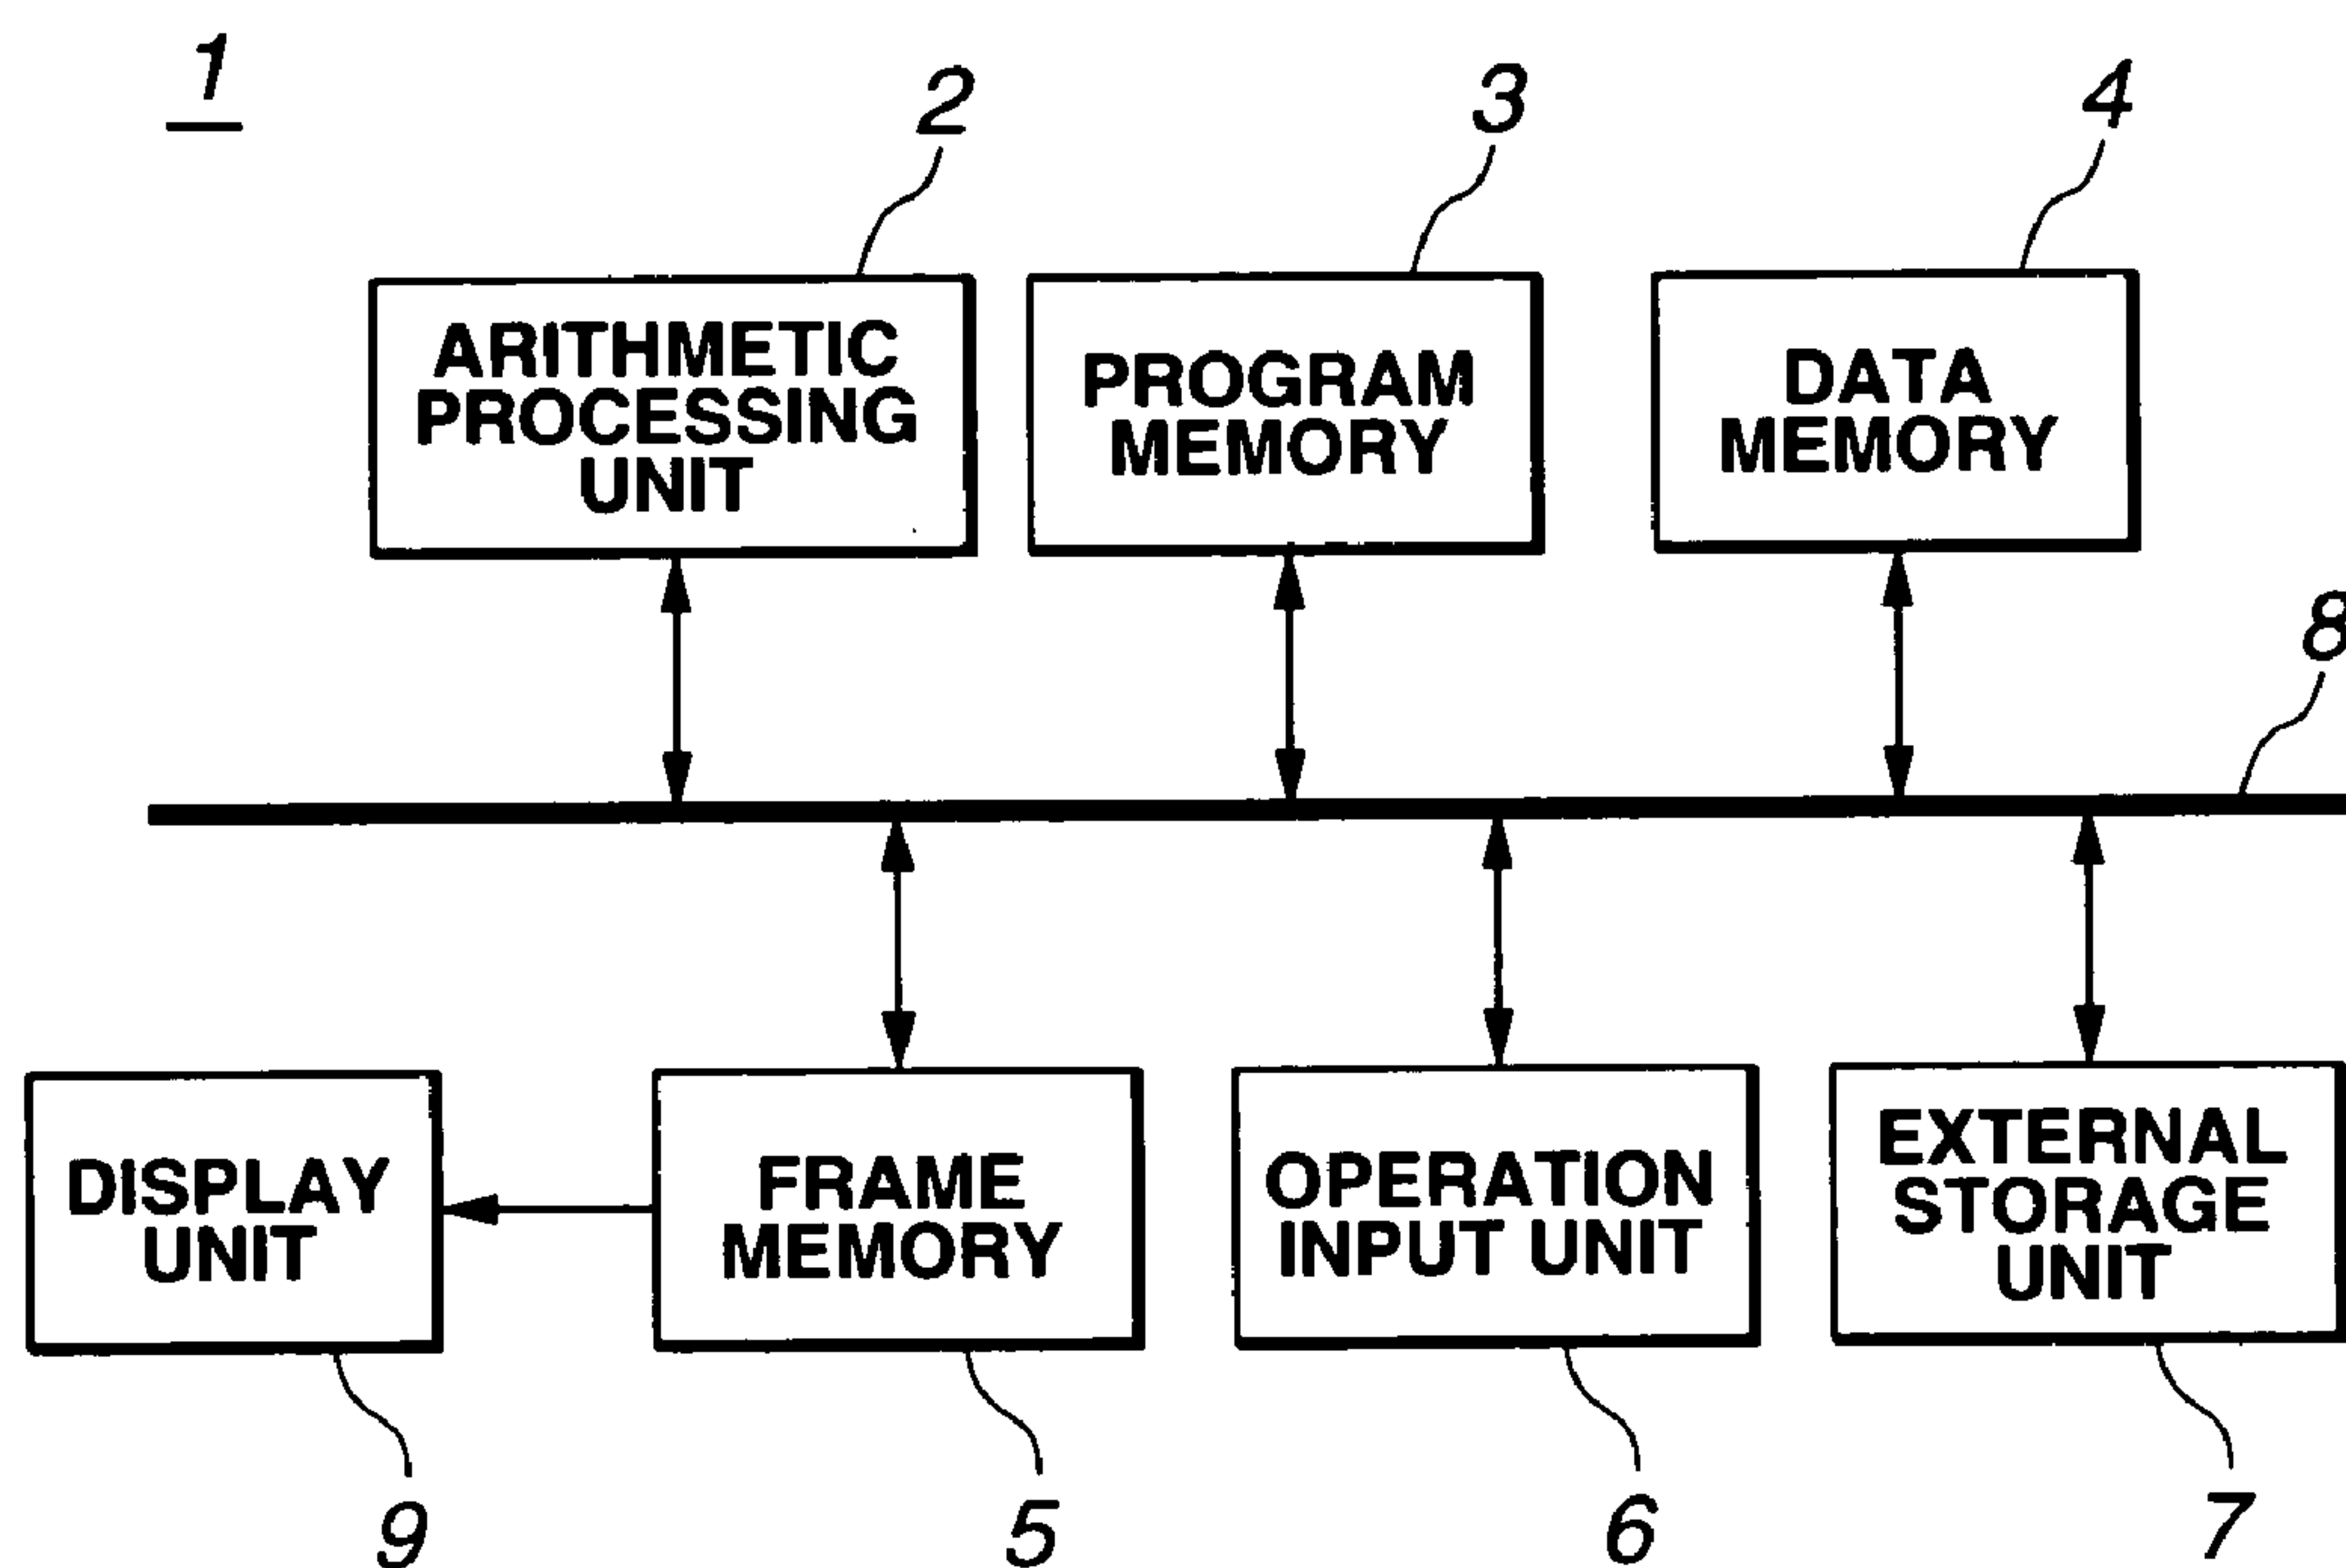 1
2
3
4
ARITHMETIC
PROCESSING
UNIT
PROGRAM
MEMORY
DATA
MEMORY
8
DISPLAY
UNIT
FRAME
MEMORY
OPERATION
INPUT UNIT
EXTERNAL
STORAGE
UNIT
9
5
6
7